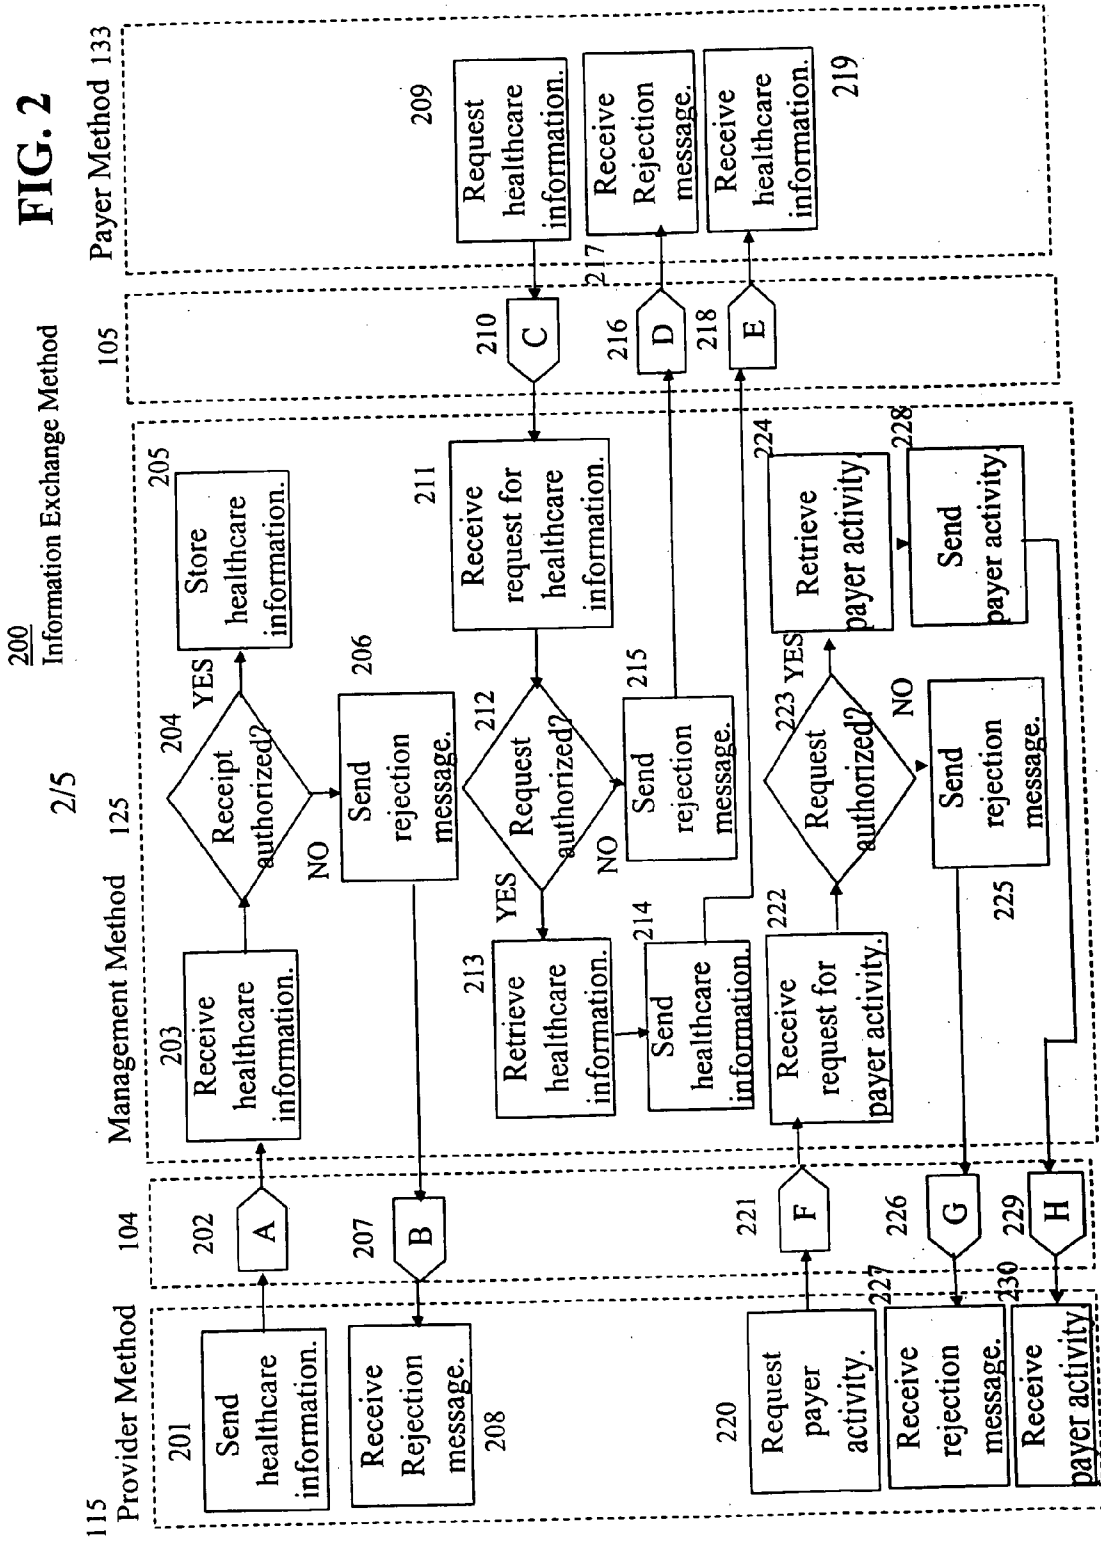 2/5
200
Information Exchange Method
FIG. 2
115
Provider Method
104
Management Method 125
105
Payer Method 133
201
Send
healthcare
information.
202
A
203
Receive
healthcare
information.
204
Receipt
authorized?
YES
205
Store
healthcare
information.
NO
206
Send
rejection
message.
207
B
Receive
Rejection
message.
208
209
Request
healthcare
information.
210
C
211
Receive
request for
healthcare
information.
212
Request
authorized?
YES
213
Retrieve
healthcare
information.
214
Send
healthcare
information.
NO
215
Send
rejection
message.
216
D
217
Receive
Rejection
message.
218
E
Receive
healthcare
information.
219
220
Request
payer
activity.
221
F
222
Receive
request for
payer activity.
223
Request
authorized?
YES
224
Retrieve
payer activity.
NO
225
Send
rejection
message.
226
G
227
Receive
rejection
message.
228
Send
payer activity.
229
H
230
Receive
payer activity